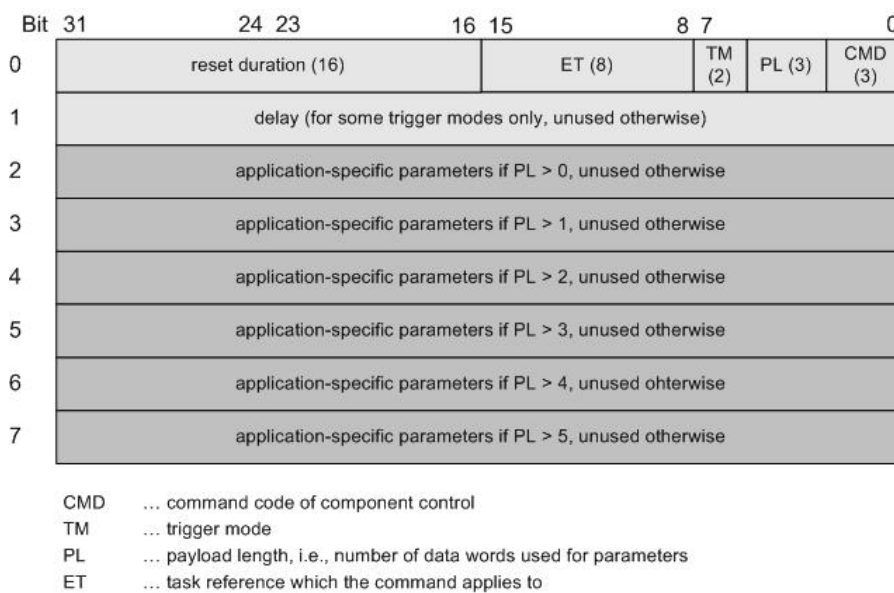 Bit 31 24 23 16 15 8 7 0
0 reset duration (16) ET (8) TM (2) PL (3) CMD (3)
1 delay (for some trigger modes only, unused otherwise)
2 application-specific parameters if PL > 0, unused otherwise
3 application-specific parameters if PL > 1, unused otherwise
4 application-specific parameters if PL > 2, unused otherwise
5 application-specific parameters if PL > 3, unused otherwise
6 application-specific parameters if PL > 4, unused ohterwise
7 application-specific parameters if PL > 5, unused otherwise
CMD ... command code of component control
TM ... trigger mode
PL ... payload length, i.e., number of data words used for parameters
ET ... task reference which the command applies to